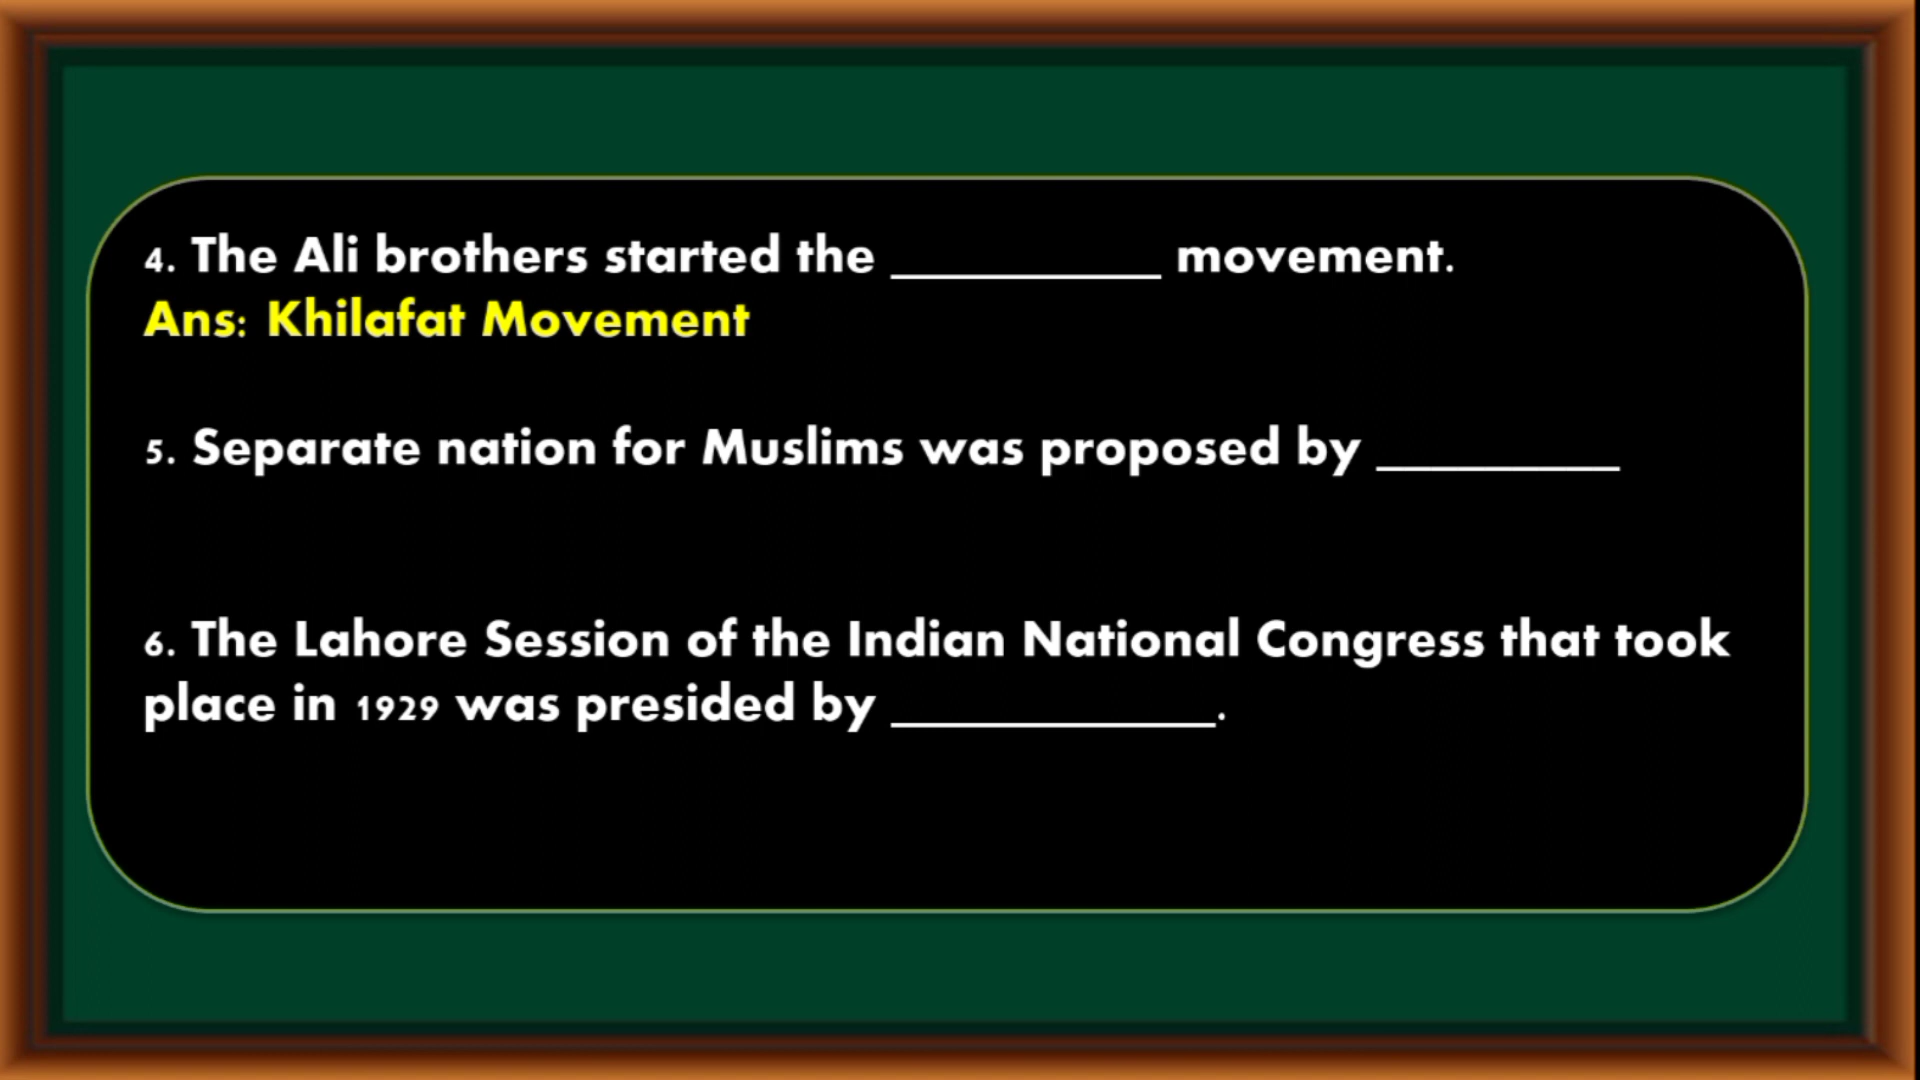 4. The Ali brothers started the __________ movement.
Ans: Khilafat Movement
5. Separate nation for Muslims was proposed by _________
6. The Lahore Session of the Indian National Congress that took
place in 1929 was presided by ____________.